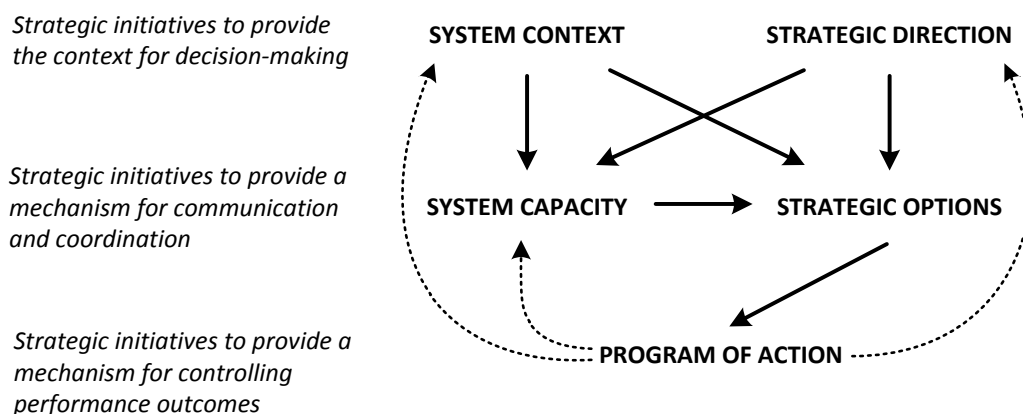 Strategic initiatives to provide
the context for decision-making
SYSTEM CONTEXT
STRATEGIC DIRECTION
Strategic initiatives to provide a
mechanism for communication
and coordination
SYSTEM CAPACITY
STRATEGIC OPTIONS
Strategic initiatives to provide a
mechanism for controlling
performance outcomes
PROGRAM OF ACTION